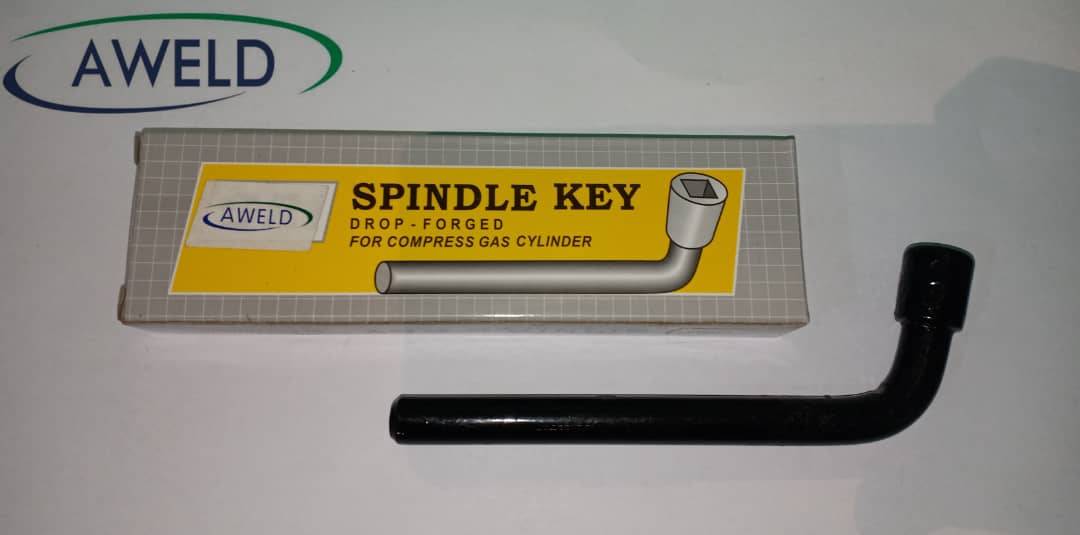 AWELD
AWELD
SPINDLE KEY
DROP - FORGED
FOR COMPRESS GAS CYLINDER